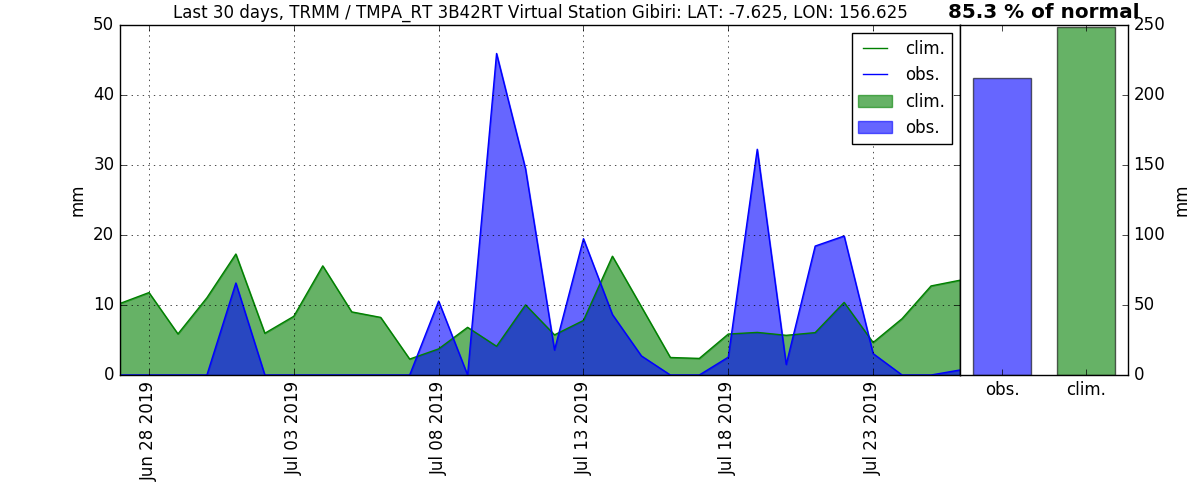 Last 30 days, TRMM / TMPA_RT 3B42RT Virtual Station Gibiri: LAT: -7.625, LON: 156.625
85.3 % of normal
50
40
30
20
10
0
mm
clim.
obs.
clim.
obs.
Jun 28 2019
Jul 03 2019
Jul 08 2019
Jul 13 2019
Jul 18 2019
Jul 23 2019
250
200
150
100
50
0
mm
obs.
clim.